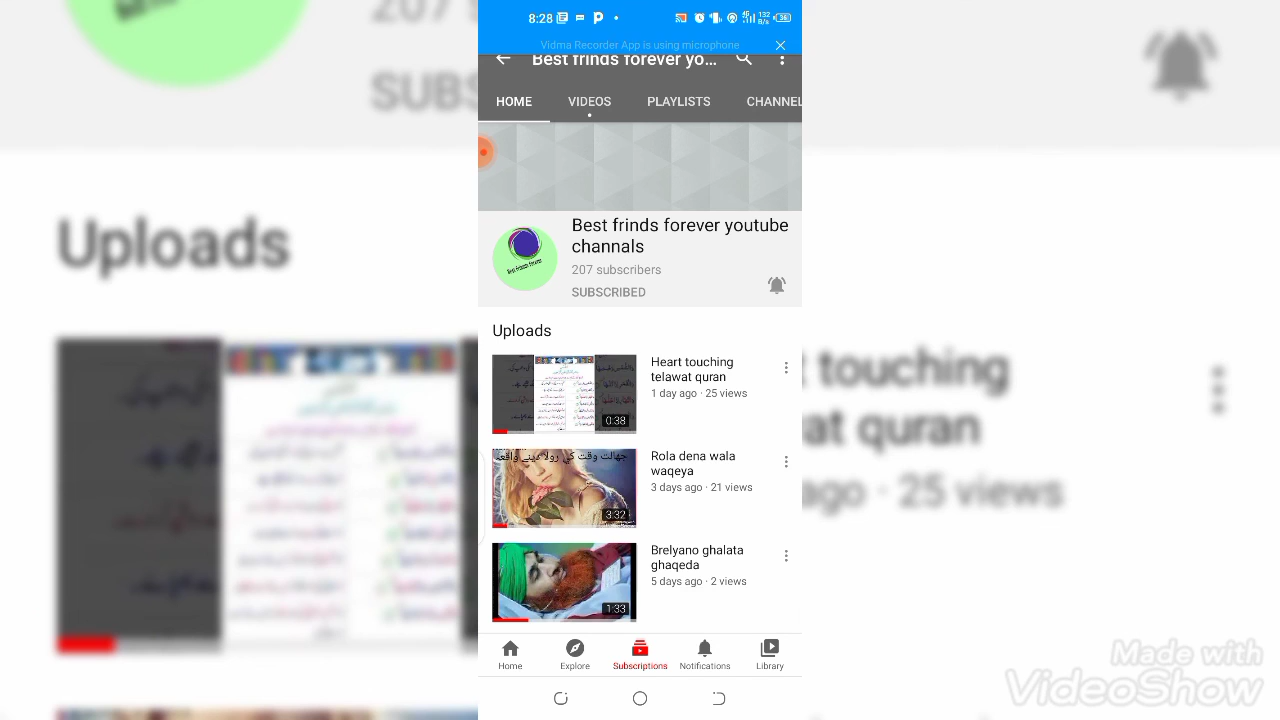 8:28
132
B/s
36
Vidma Recorder App is using microphone
Best frinds forever yo...
HOME
VIDEOS
PLAYLISTS
CHANNEL
Best frinds forever youtube
channals
207 subscribers
SUBSCRIBED
Uploads
Heart touching
telawat quran
1 day ago · 25 views
0:38
Rola dena wala
waqeya
3 days ago · 21 views
3:32
Brelyano ghalata
ghaqeda
5 days ago · 2 views
1:33
Home
Explore
Subscriptions
Notifications
Library
207
SUBS
Uploads
touching
at quran
ago · 25 views
Made with
VideoShow